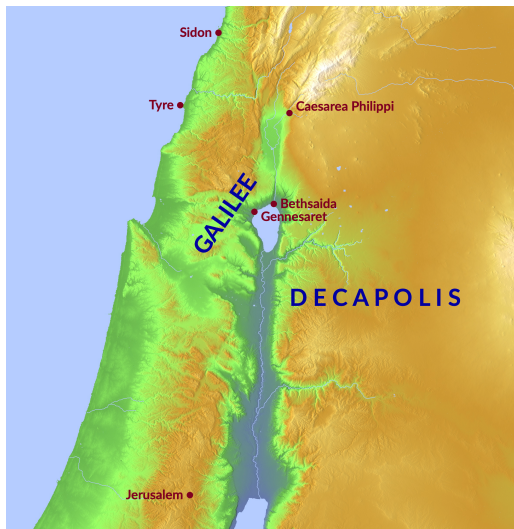 Sidon
Tyre
Caesarea Philippi
GALILEE
Bethsaida
Gennesaret
DECAPOLIS
Jerusalem